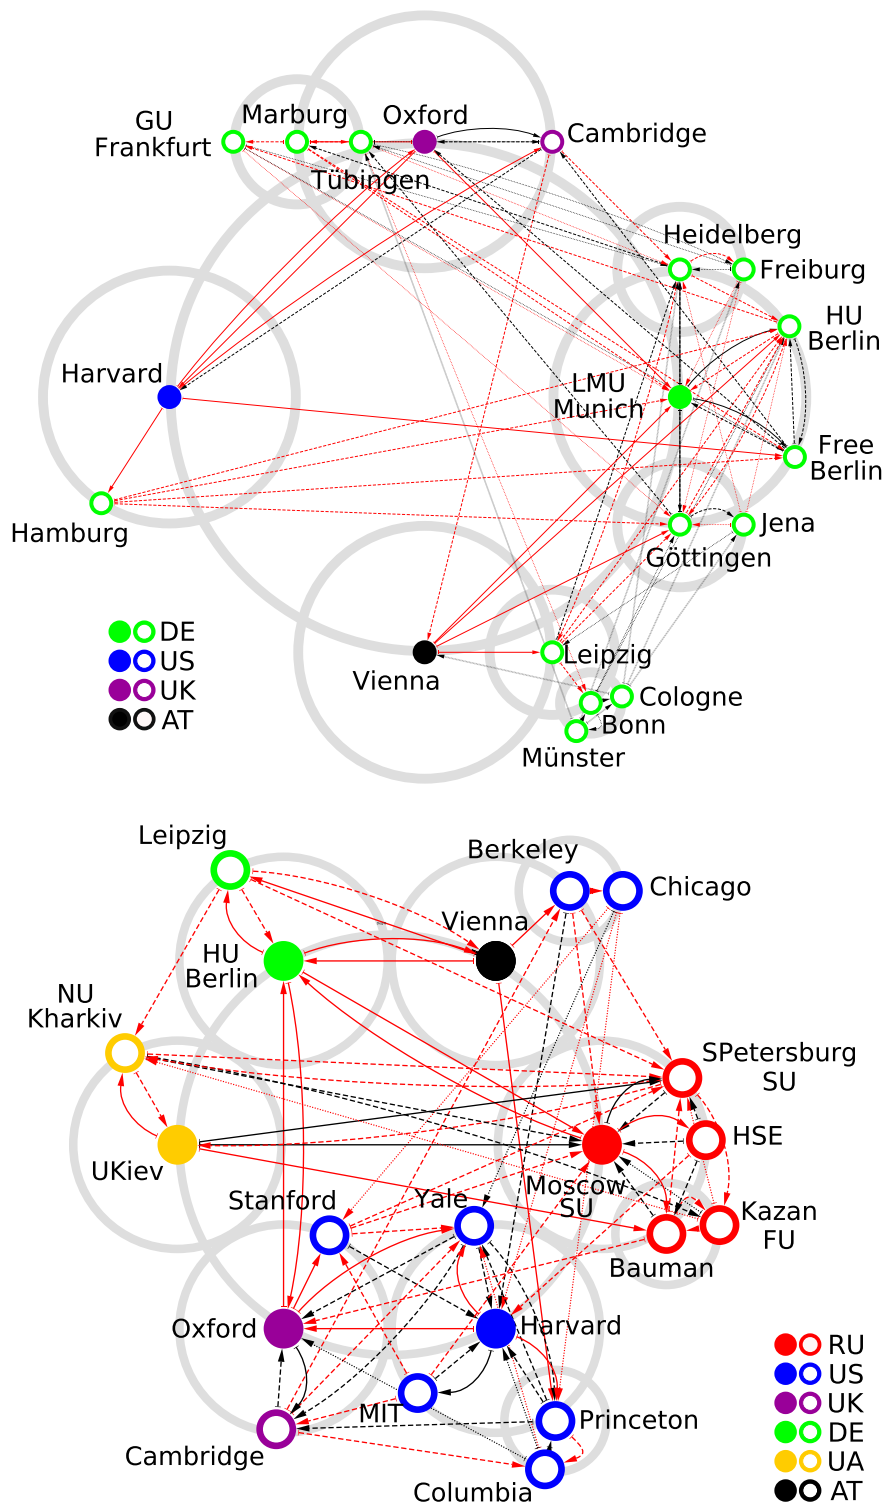 GU
Frankfurt
Marburg
Oxford
Cambridge
Tübingen
Heidelberg
Freiburg
HU
Berlin
Harvard
LMU
Munich
Free
Berlin
Hamburg
Jena
Göttingen
DE
US
UK
AT
Vienna
Leipzig
Cologne
Bonn
Münster
Leipzig
Berkeley
Chicago
Vienna
HU
Berlin
NU
Kharkiv
SPetersburg
SU
HSE
UKiev
Moscow
SU
Stanford
Yale
Kazan
FU
Bauman
Oxford
Harvard
MIT
Princeton
Cambridge
Columbia
RU
US
UK
DE
UA
AT